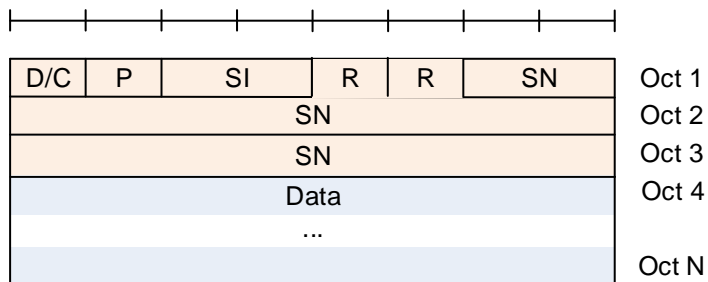 D/C P SI R R SN Oct 1
SN Oct 2
SN Oct 3
Data Oct 4
...
Oct N